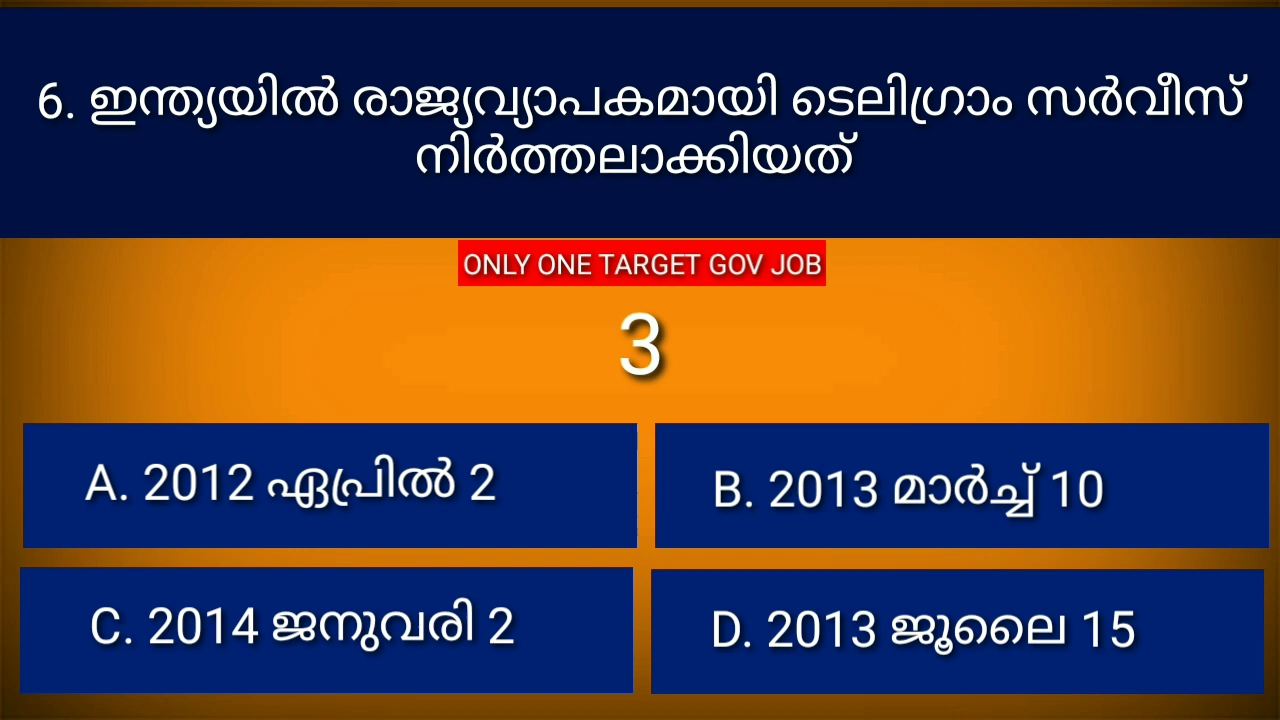 6. ഇന്ത്യയിൽ രാജ്യവ്യാപകമായി ടെലിഗ്രാം സർവീസ്
നിർത്തലാക്കിയത്
ONLY ONE TARGET GOV JOB
3
A. 2012 ഏപ്രിൽ 2
B. 2013 മാർച്ച് 10
C. 2014 ജനുവരി 2
D. 2013 ജൂലൈ 15